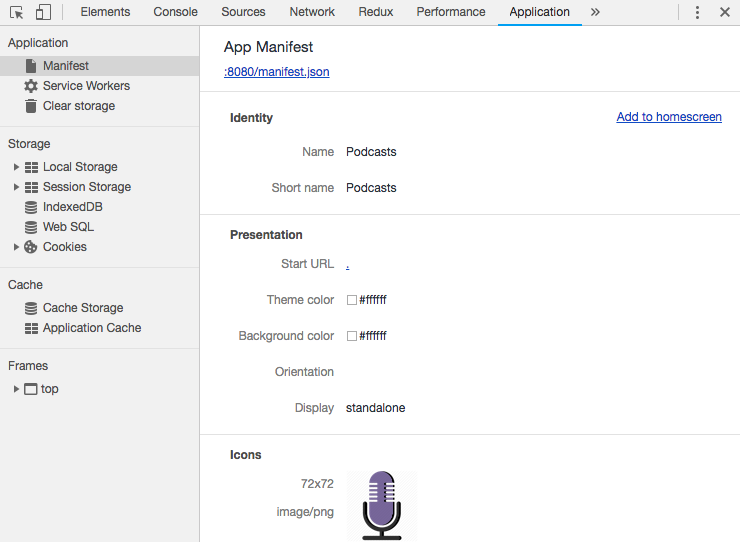 Elements Console Sources Network Redux Performance Application »
Application
Manifest
Service Workers
Clear storage
Storage
Local Storage
Session Storage
IndexedDB
Web SQL
Cookies
Cache
Cache Storage
Application Cache
Frames
top
App Manifest
:8080/manifest.json
Identity Add to homescreen
Name Podcasts
Short name Podcasts
Presentation
Start URL .
Theme color #ffffff
Background color #ffffff
Orientation
Display standalone
Icons
72x72
image/png